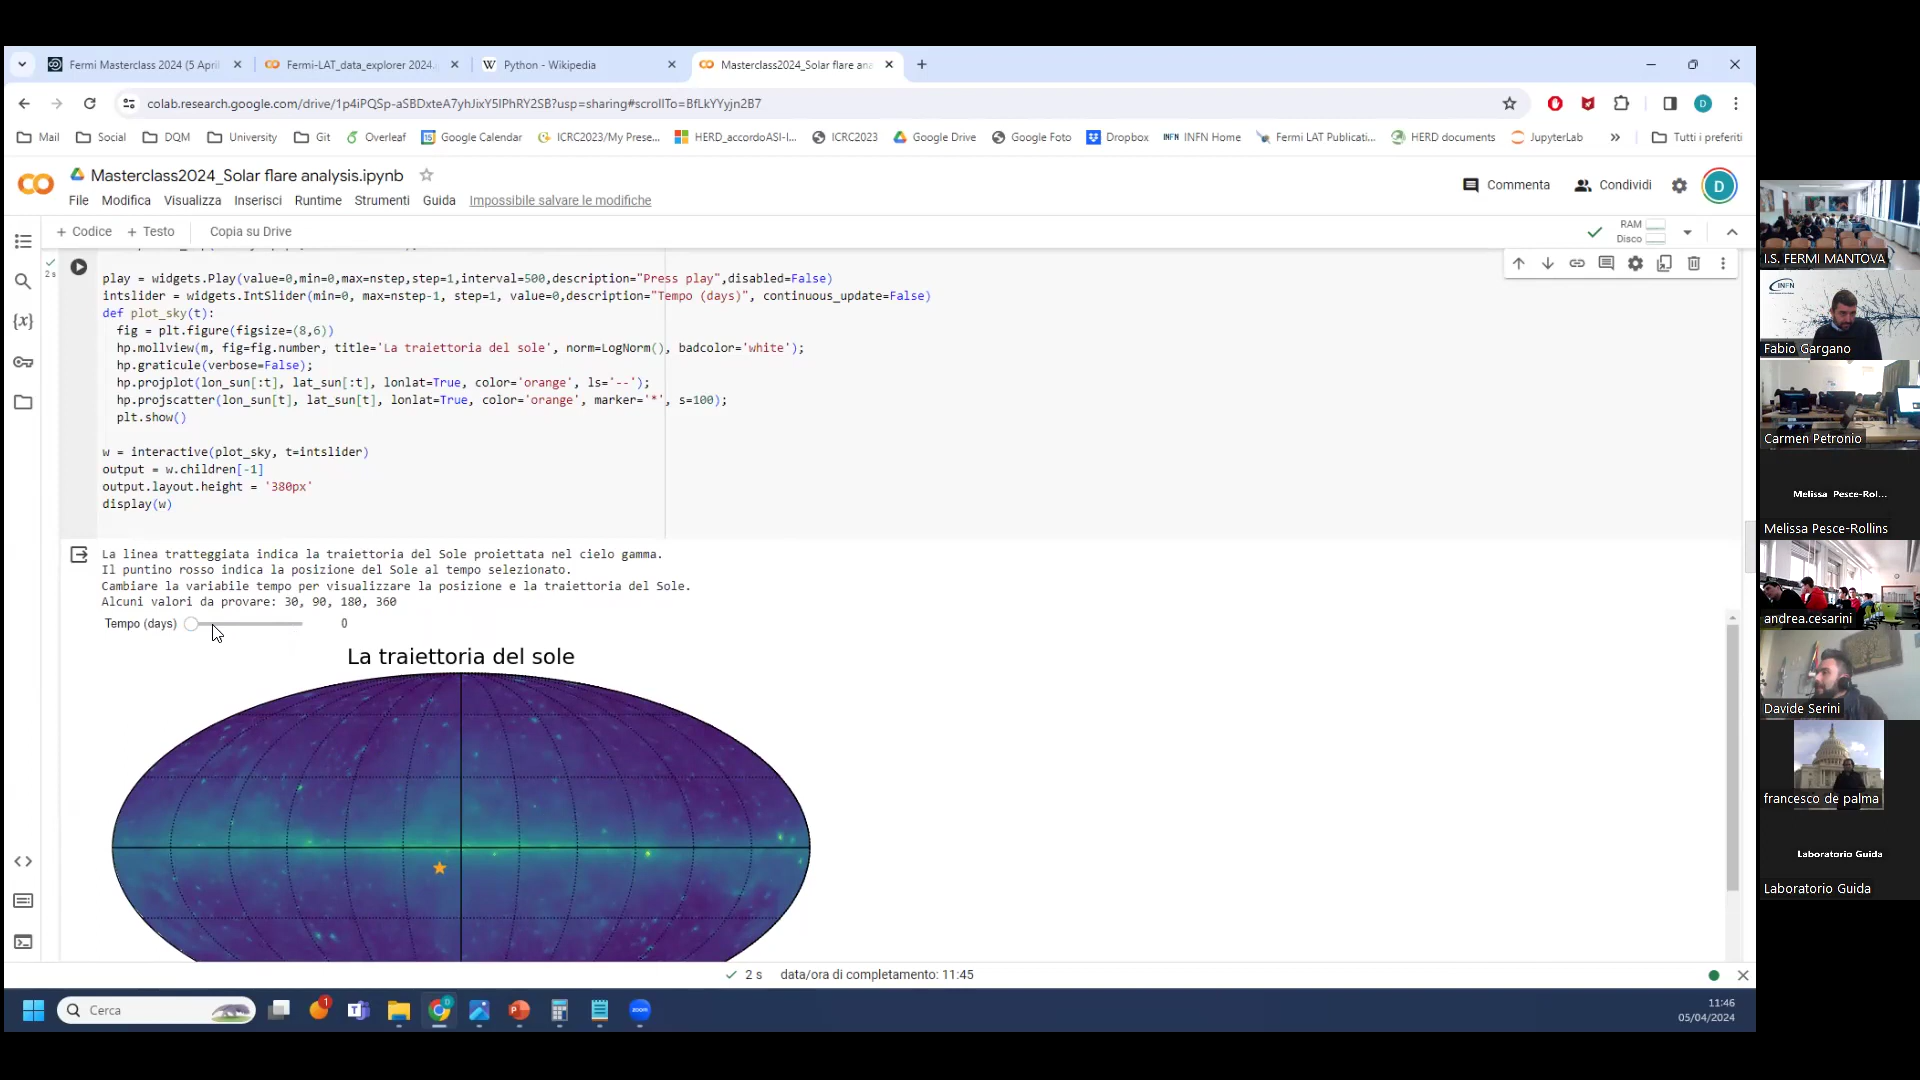 Fermi Masterclass 2024 (5 April
Fermi-LAT_data_explorer 2024.
Python - Wikipedia
Masterclass2024_Solar flare ana
colab.research.google.com/drive/1p4iPQSp-aSBDxteA7yhJixY5IPhRY2SB?usp=sharing#scrollTo=BfLkYYyjn2B7
Mail
Social
DQM
University
Git
Overleaf
Google Calendar
ICRC2023/My Prese...
HERD_accordoASI-I...
ICRC2023
Google Drive
Google Foto
Dropbox
INFN Home
Fermi LAT Publicati...
HERD documents
JupyterLab
Tutti i preferiti
Masterclass2024_Solar flare analysis.ipynb
Commenta
Condividi
D
File Modifica Visualizza Inserisci Runtime Strumenti Guida Impossibile salvare le modifiche
+ Codice + Testo Copia su Drive
RAM
Disco
2 s
play = widgets.Play(value=0,min=0,max=nstep,step=1,interval=500,description="Press play",disabled=False)
intslider = widgets.IntSlider(min=0, max=nstep-1, step=1, value=0,description="Tempo (days)", continuous_update=False)
def plot_sky(t):
fig = plt.figure(figsize=(8,6))
hp.mollview(m, fig=fig.number, title='La traiettoria del sole', norm=LogNorm(), badcolor='white');
hp.graticule(verbose=False);
hp.projplot(lon_sun[:t], lat_sun[:t], lonlat=True, color='orange', ls='--');
hp.projscatter(lon_sun[t], lat_sun[t], lonlat=True, color='orange', marker='*', s=100);
plt.show()
w = interactive(plot_sky, t=intslider)
output = w.children[-1]
output.layout.height = '380px'
display(w)
La linea tratteggiata indica la traiettoria del Sole proiettata nel cielo gamma.
Il puntino rosso indica la posizione del Sole al tempo selezionato.
Cambiare la variabile tempo per visualizzare la posizione e la traiettoria del Sole.
Alcuni valori da provare: 30, 90, 180, 360
Tempo (days) 0
La traiettoria del sole
2 s data/ora di completamento: 11:45
Cerca
11:46
05/04/2024
I.S. FERMI MANTOVA
INFN
Fabio Gargano
Carmen Petronio
Melissa Pesce-Rol...
Melissa Pesce-Rollins
andrea.cesarini
Davide Serini
francesco de palma
Laboratorio Guida
Laboratorio Guida